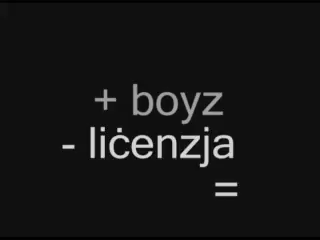 + boyz
- liċenzja
=